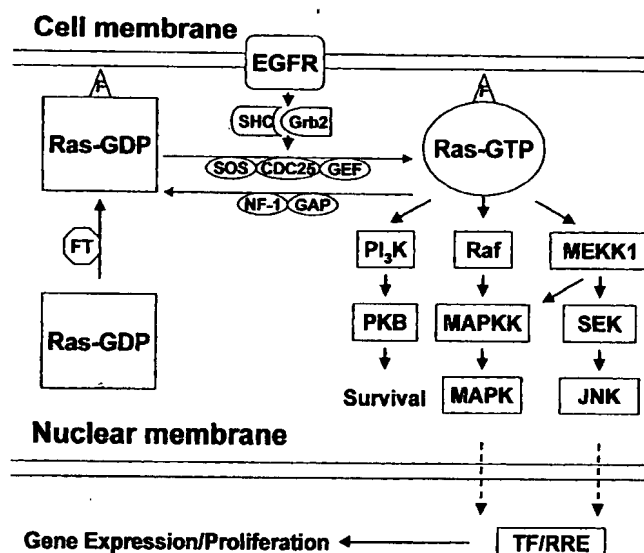 Cell membrane
EGFR
F
F
SHC Grb2
Ras-GDP
Ras-GTP
SOS CDC25 GEF
NF-1 GAP
FT
PI₃K Raf MEKK1
Ras-GDP
PKB MAPKK SEK
Survival MAPK JNK
Nuclear membrane
Gene Expression/Proliferation TF/RRE